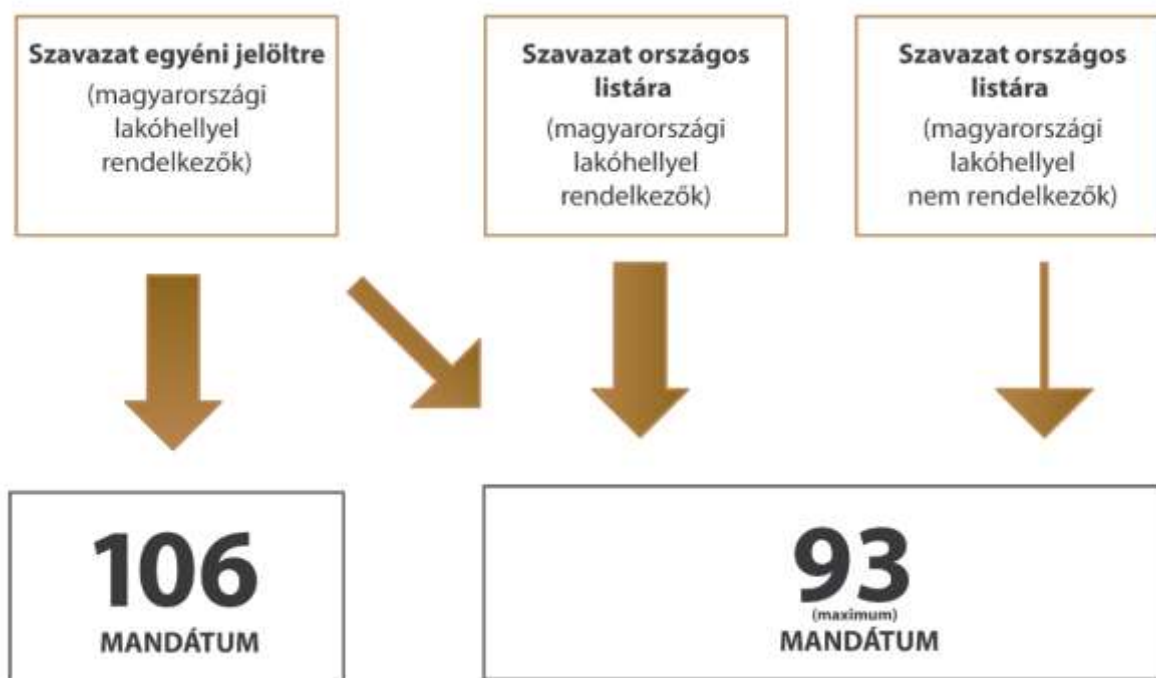 Szavazat egyéni jelöltre
(magyarországi
lakóhellyel
rendelkezők)
Szavazat országos
listára
(magyarországi
lakóhellyel
rendelkezők)
Szavazat országos
listára
(magyarországi
lakóhellyel
nem rendelkezők)
106
MANDÁTUM
93
(maximum)
MANDÁTUM